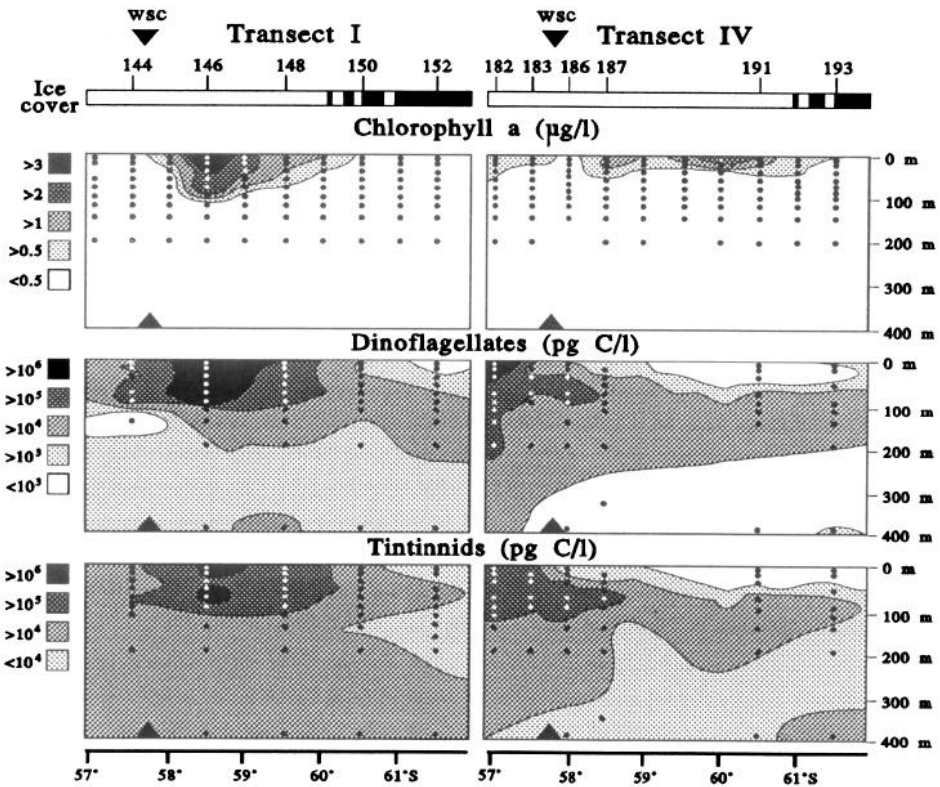 WSC WSC
Transect I Transect IV
144 146 148 150 152 182 183 186 187 191 193
Ice
cover
Chlorophyll a (µg/l)
>3
>2
>1
>0.5
<0.5
0 m
100 m
200 m
300 m
400 m
Dinoflagellates (pg C/l)
>10⁶
>10⁵
>10⁴
>10³
<10³
0 m
100 m
200 m
300 m
400 m
Tintinnids (pg C/l)
>10⁶
>10⁵
>10⁴
<10⁴
0 m
100 m
200 m
300 m
400 m
57° 58° 59° 60° 61°S 57° 58° 59° 60° 61°S